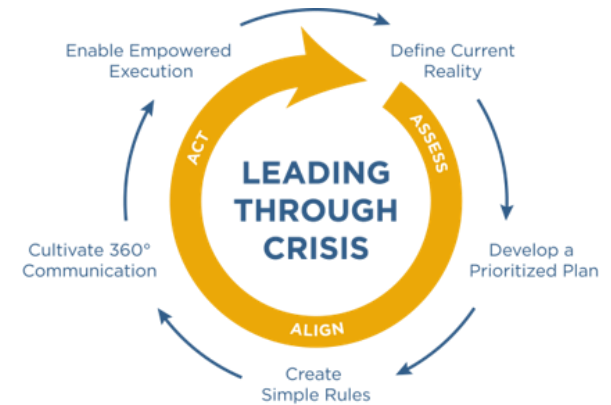 Enable Empowered
Execution
Define Current
Reality
ACT
ASSESS
LEADING
THROUGH
CRISIS
Cultivate 360°
Communication
Develop a
Prioritized Plan
ALIGN
Create
Simple Rules